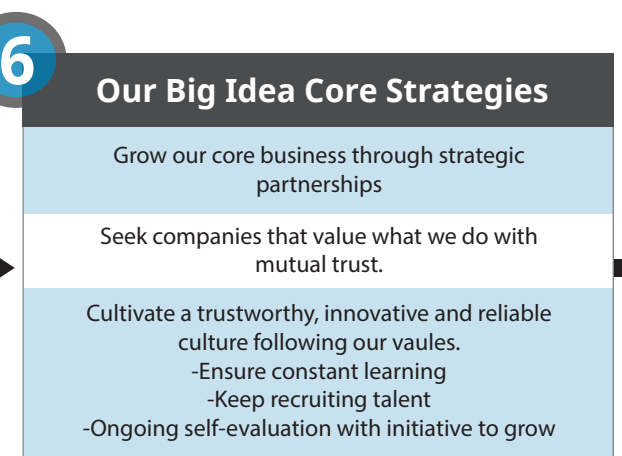 6
Our Big Idea Core Strategies
Grow our core business through strategic
partnerships
Seek companies that value what we do with
mutual trust.
Cultivate a trustworthy, innovative and reliable
culture following our vaules.
-Ensure constant learning
-Keep recruiting talent
-Ongoing self-evaluation with initiative to grow